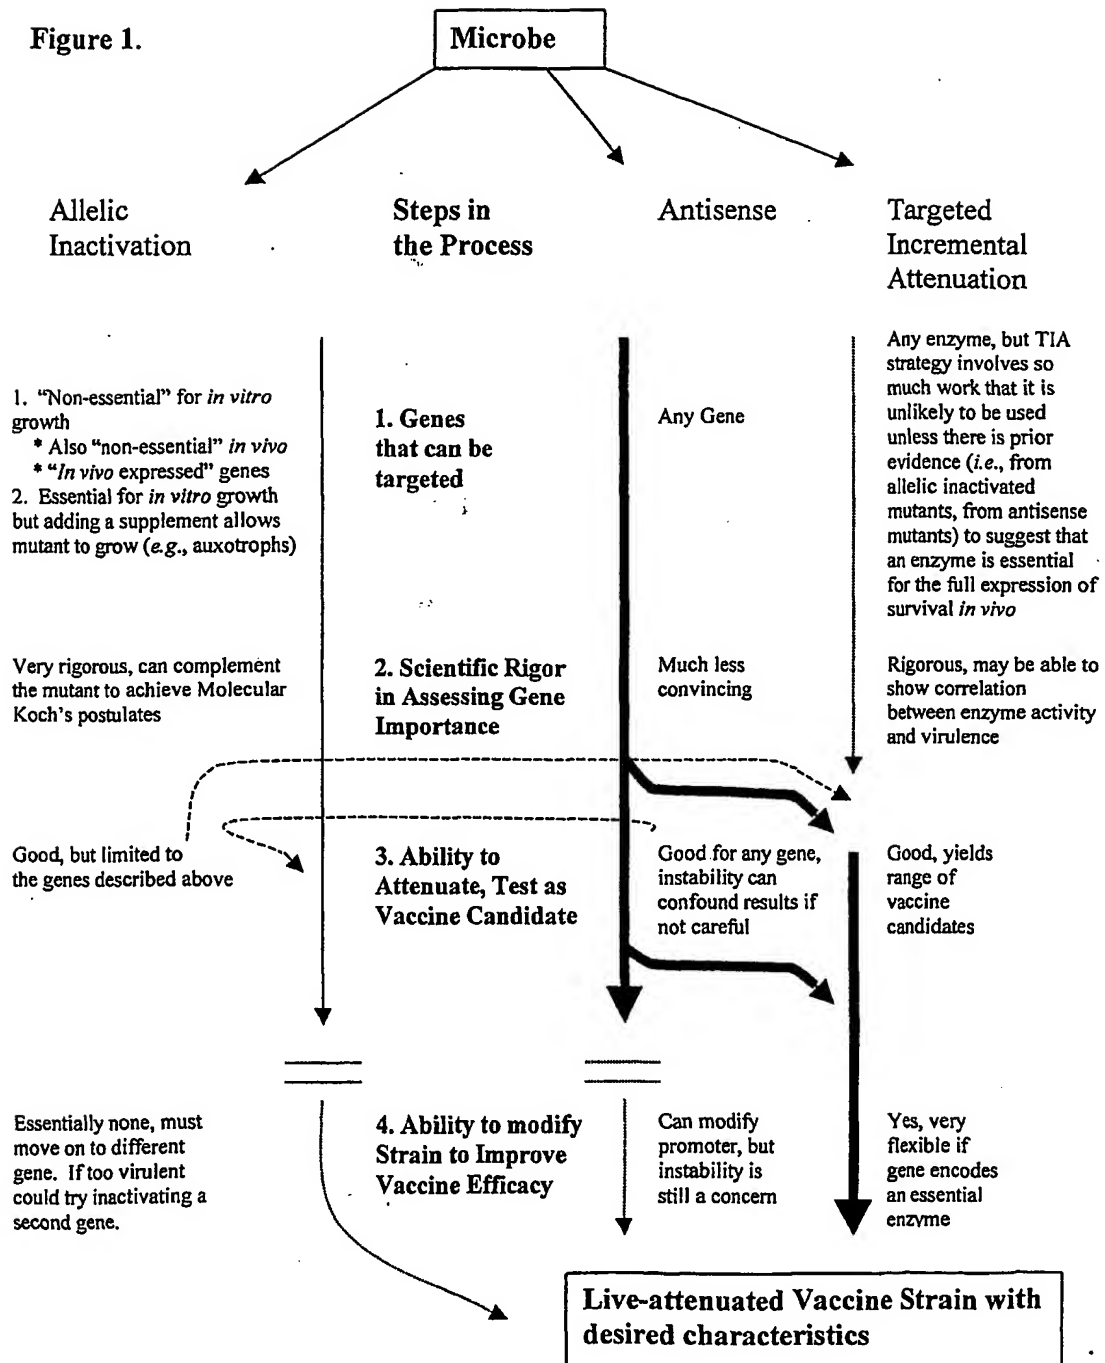 Figure 1.
Microbe
Allelic
Inactivation
Steps in
the Process
Antisense
Targeted
Incremental
Attenuation
1. “Non-essential” for in vitro
growth
* Also “non-essential” in vivo
* “In vivo expressed” genes
2. Essential for in vitro growth
but adding a supplement allows
mutant to grow (e.g., auxotrophs)
1. Genes
that can be
targeted
Any Gene
Any enzyme, but TIA
strategy involves so
much work that it is
unlikely to be used
unless there is prior
evidence (i.e., from
allelic inactivated
mutants, from antisense
mutants) to suggest that
an enzyme is essential
for the full expression of
survival in vivo
Very rigorous, can complement
the mutant to achieve Molecular
Koch’s postulates
2. Scientific Rigor
in Assessing Gene
Importance
Much less
convincing
Rigorous, may be able to
show correlation
between enzyme activity
and virulence
Good, but limited to
the genes described above
3. Ability to
Attenuate, Test as
Vaccine Candidate
Good for any gene,
instability can
confound results if
not careful
Good, yields
range of
vaccine
candidates
Essentially none, must
move on to different
gene. If too virulent
could try inactivating a
second gene.
4. Ability to modify
Strain to Improve
Vaccine Efficacy
Can modify
promoter, but
instability is
still a concern
Yes, very
flexible if
gene encodes
an essential
enzyme
Live-attenuated Vaccine Strain with
desired characteristics